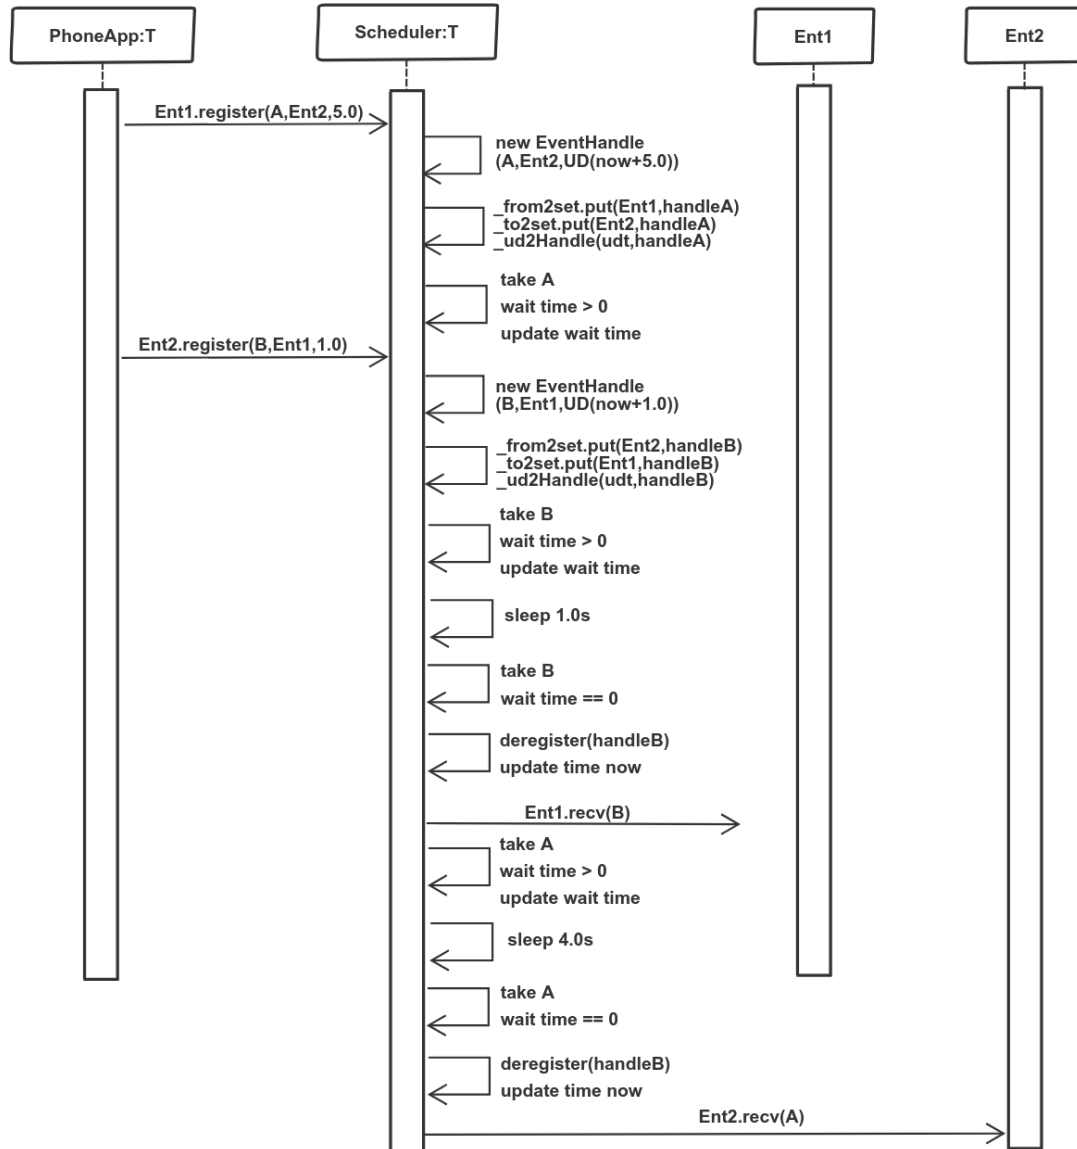 PhoneApp:T
Scheduler:T
Ent1
Ent2
Ent1.register(A,Ent2,5.0)
new EventHandle
(A,Ent2,UD(now+5.0))
_from2set.put(Ent1,handleA)
_to2set.put(Ent2,handleA)
_ud2Handle(udt,handleA)
take A
wait time > 0
update wait time
Ent2.register(B,Ent1,1.0)
new EventHandle
(B,Ent1,UD(now+1.0))
_from2set.put(Ent2,handleB)
_to2set.put(Ent1,handleB)
_ud2Handle(udt,handleB)
take B
wait time > 0
update wait time
sleep 1.0s
take B
wait time == 0
deregister(handleB)
update time now
Ent1.recv(B)
take A
wait time > 0
update wait time
sleep 4.0s
take A
wait time == 0
deregister(handleB)
update time now
Ent2.recv(A)